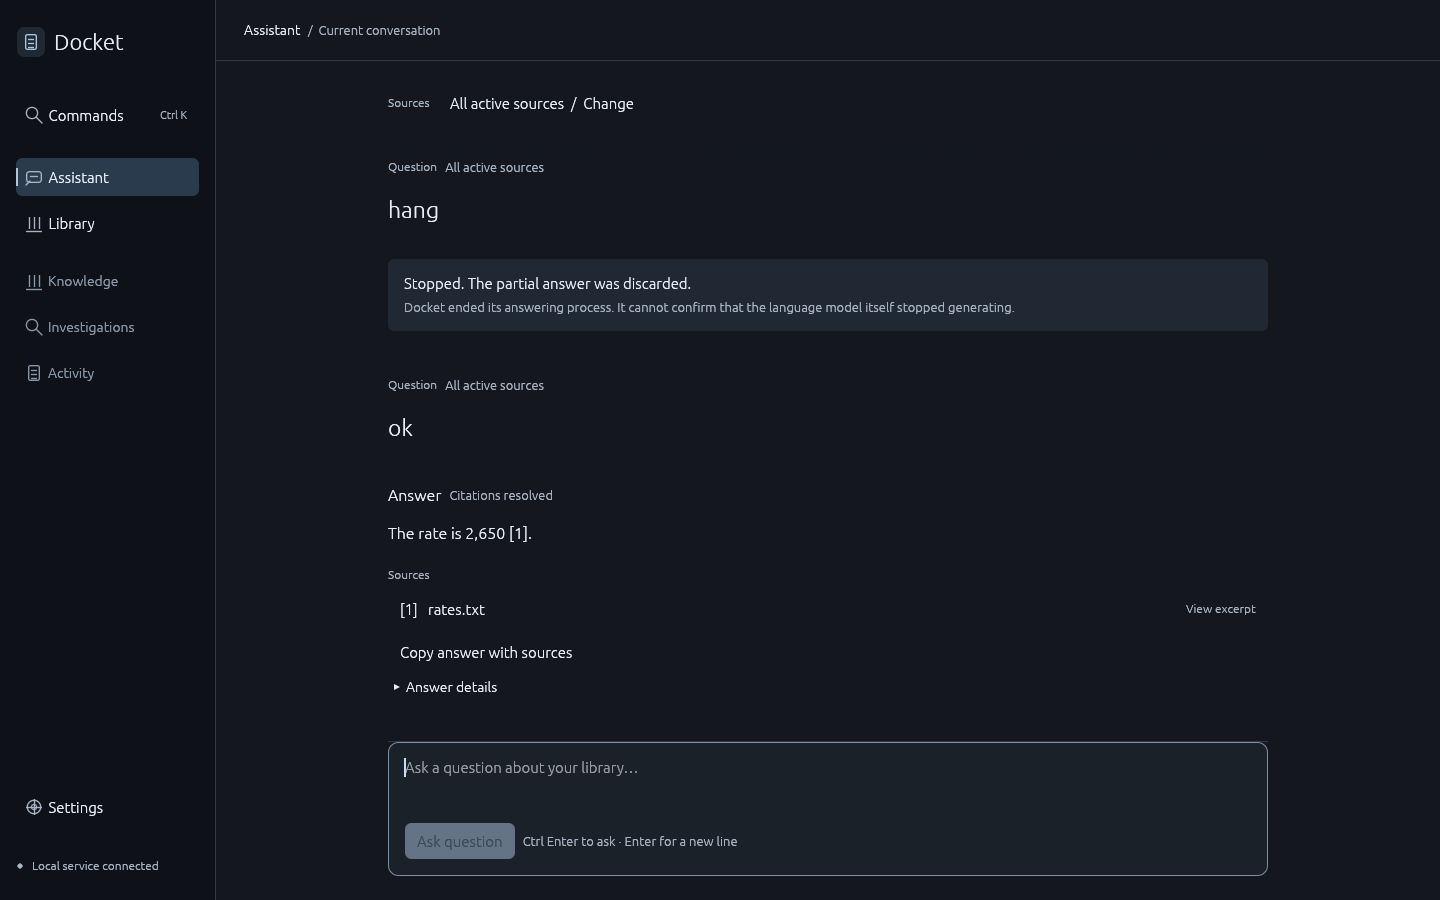 Docket
Commands Ctrl K
Assistant
Library
Knowledge
Investigations
Activity
Settings
Local service connected
Assistant / Current conversation
Sources All active sources / Change
Question All active sources
hang
Stopped. The partial answer was discarded.
Docket ended its answering process. It cannot confirm that the language model itself stopped generating.
Question All active sources
ok
Answer Citations resolved
The rate is 2,650 [1].
Sources
[1] rates.txt View excerpt
Copy answer with sources
▸ Answer details
Ask a question about your library…
Ask question Ctrl Enter to ask · Enter for a new line